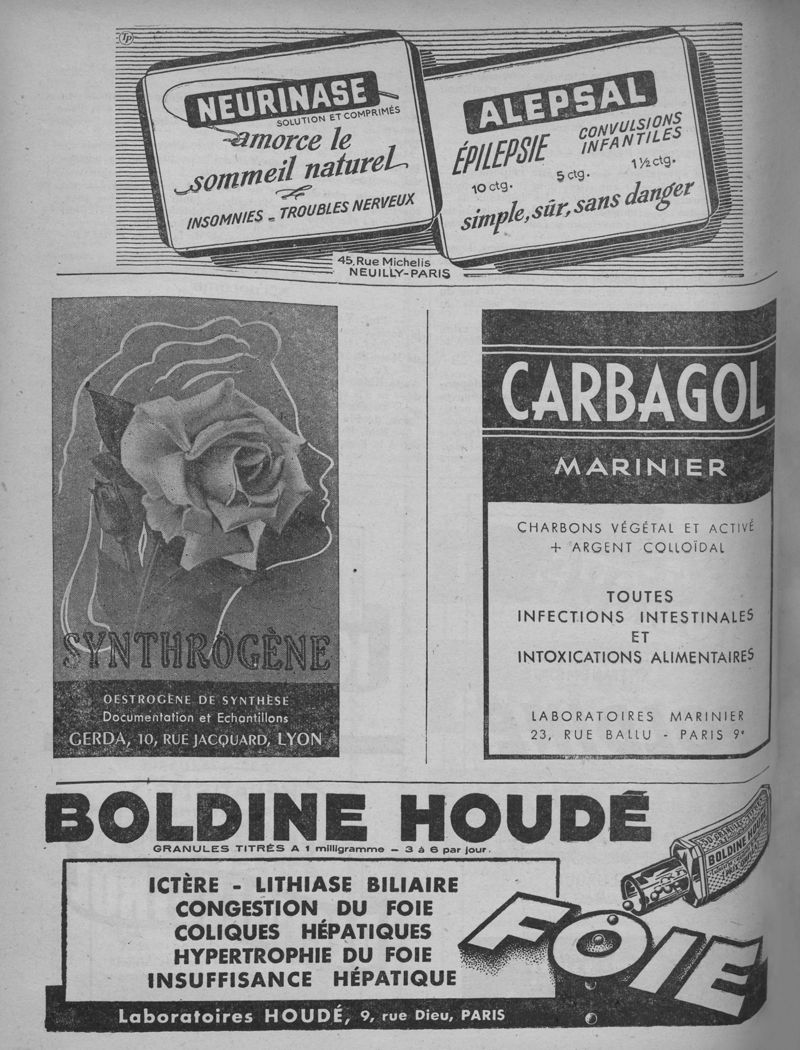 NEURINASE
SOLUTION ET COMPRIMÉS
amorce le
sommeil naturel
INSOMNIES - TROUBLES NERVEUX
ALEPSAL
ÉPILEPSIE
CONVULSIONS
INFANTILES
10 ctg. 5 ctg. 1 ½ ctg.
simple, sûr, sans danger
45, Rue Michelis
NEUILLY-PARIS
SYNTHROGÈNE
OESTROGÈNE DE SYNTHÈSE
Documentation et Echantillons
GERDA, 10, RUE JACQUARD, LYON
CARBAGOL
MARINIER
CHARBONS VÉGÉTAL ET ACTIVÉ
+ ARGENT COLLOÏDAL
TOUTES
INFECTIONS INTESTINALES
ET
INTOXICATIONS ALIMENTAIRES
LABORATOIRES MARINIER
23, RUE BALLU - PARIS 9e
BOLDINE HOUDÉ
GRANULES TITRÉS A 1 milligramme - 3 à 6 par jour.
ICTÈRE - LITHIASE BILIAIRE
CONGESTION DU FOIE
COLIQUES HÉPATIQUES
HYPERTROPHIE DU FOIE
INSUFFISANCE HÉPATIQUE
BOLDINE HOUDÉ
FOIE
Laboratoires HOUDÉ, 9, rue Dieu, PARIS